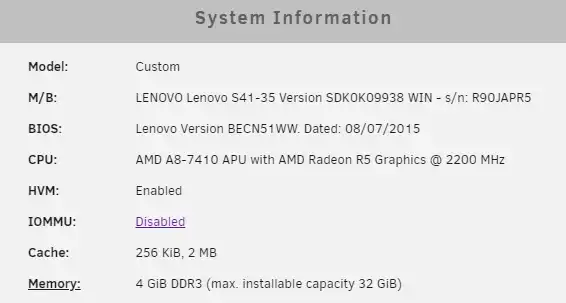 System Information
Model: Custom
M/B: LENOVO Lenovo S41-35 Version SDK0K09938 WIN - s/n: R90JAPR5
BIOS: Lenovo Version BECN51WW. Dated: 08/07/2015
CPU: AMD A8-7410 APU with AMD Radeon R5 Graphics @ 2200 MHz
HVM: Enabled
IOMMU: Disabled
Cache: 256 KiB, 2 MB
Memory: 4 GiB DDR3 (max. installable capacity 32 GiB)